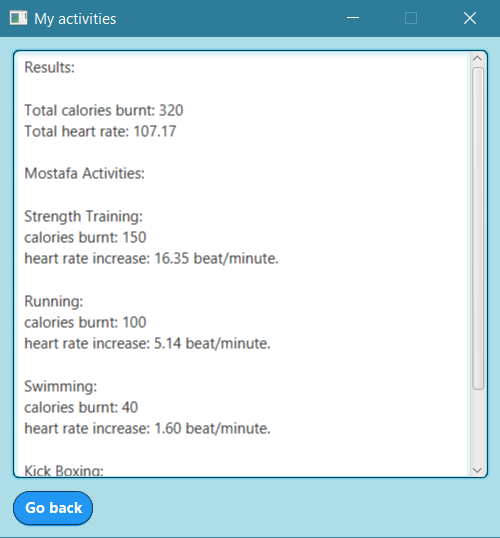 My activities
Results:
Total calories burnt: 320
Total heart rate: 107.17
Mostafa Activities:
Strength Training:
calories burnt: 150
heart rate increase: 16.35 beat/minute.
Running:
calories burnt: 100
heart rate increase: 5.14 beat/minute.
Swimming:
calories burnt: 40
heart rate increase: 1.60 beat/minute.
Kick Boxing:
Go back